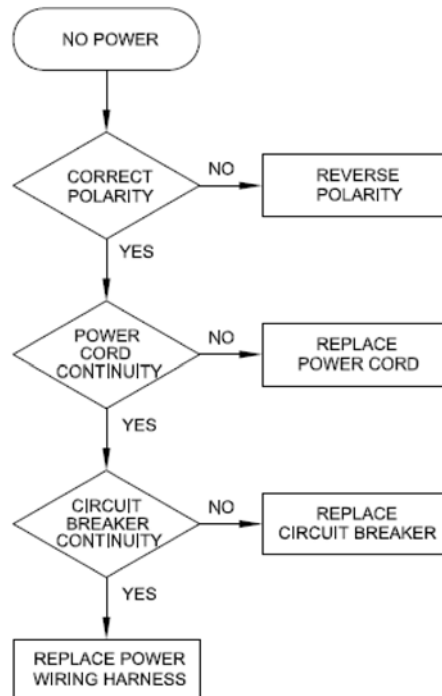 NO POWER
CORRECT
POLARITY
NO
REVERSE
POLARITY
YES
POWER
CORD
CONTINUITY
NO
REPLACE
POWER CORD
YES
CIRCUIT
BREAKER
CONTINUITY
NO
REPLACE
CIRCUIT BREAKER
YES
REPLACE POWER
WIRING HARNESS